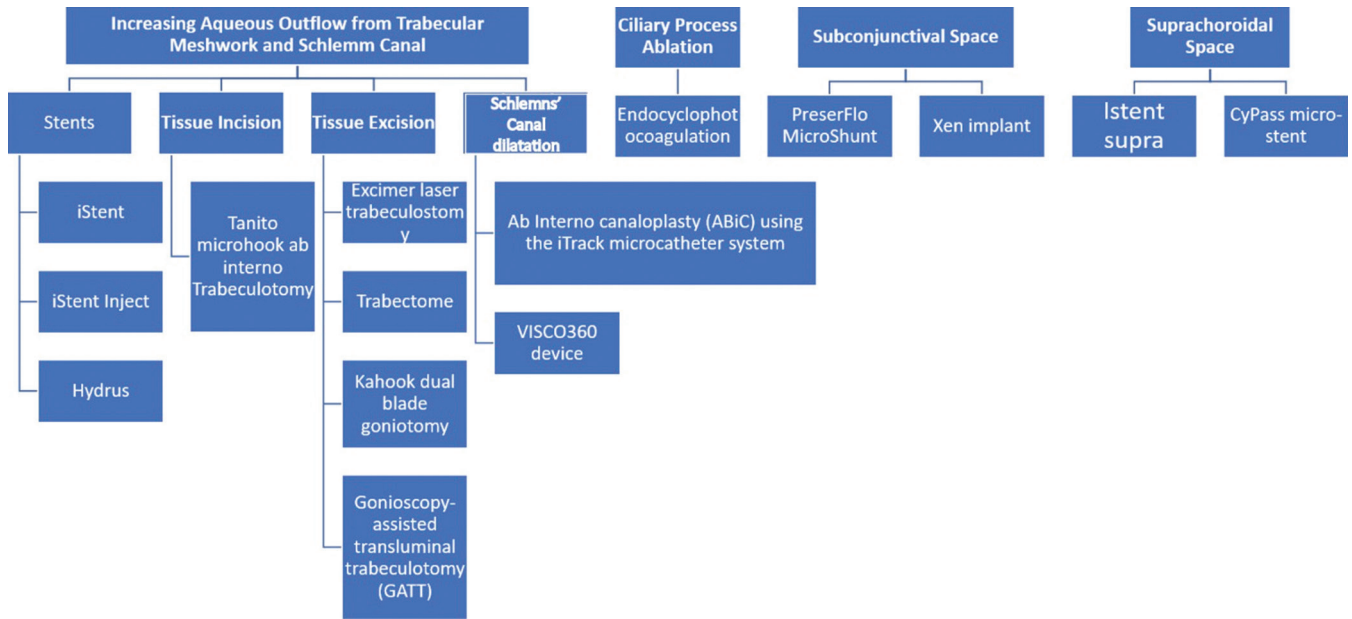 Increasing Aqueous Outflow from Trabecular
Meshwork and Schlemm Canal
Ciliary Process
Ablation
Subconjunctival Space
Suprachoroidal
Space
Stents
Tissue Incision
Tissue Excision
Schlemns'
Canal
dilatation
Endocyclophot
ocoagulation
PreserFlo
MicroShunt
Xen implant
Istent
supra
CyPass micro-
stent
iStent
iStent Inject
Hydrus
Tanito
microhook ab
interno
Trabeculotomy
Excimer laser
trabeculostom
y
Trabectome
Kahook dual
blade
goniotomy
Gonioscopy-
assisted
transluminal
trabeculotomy
(GATT)
Ab Interno canaloplasty (ABiC) using
the iTrack microcatheter system
VISCO360
device